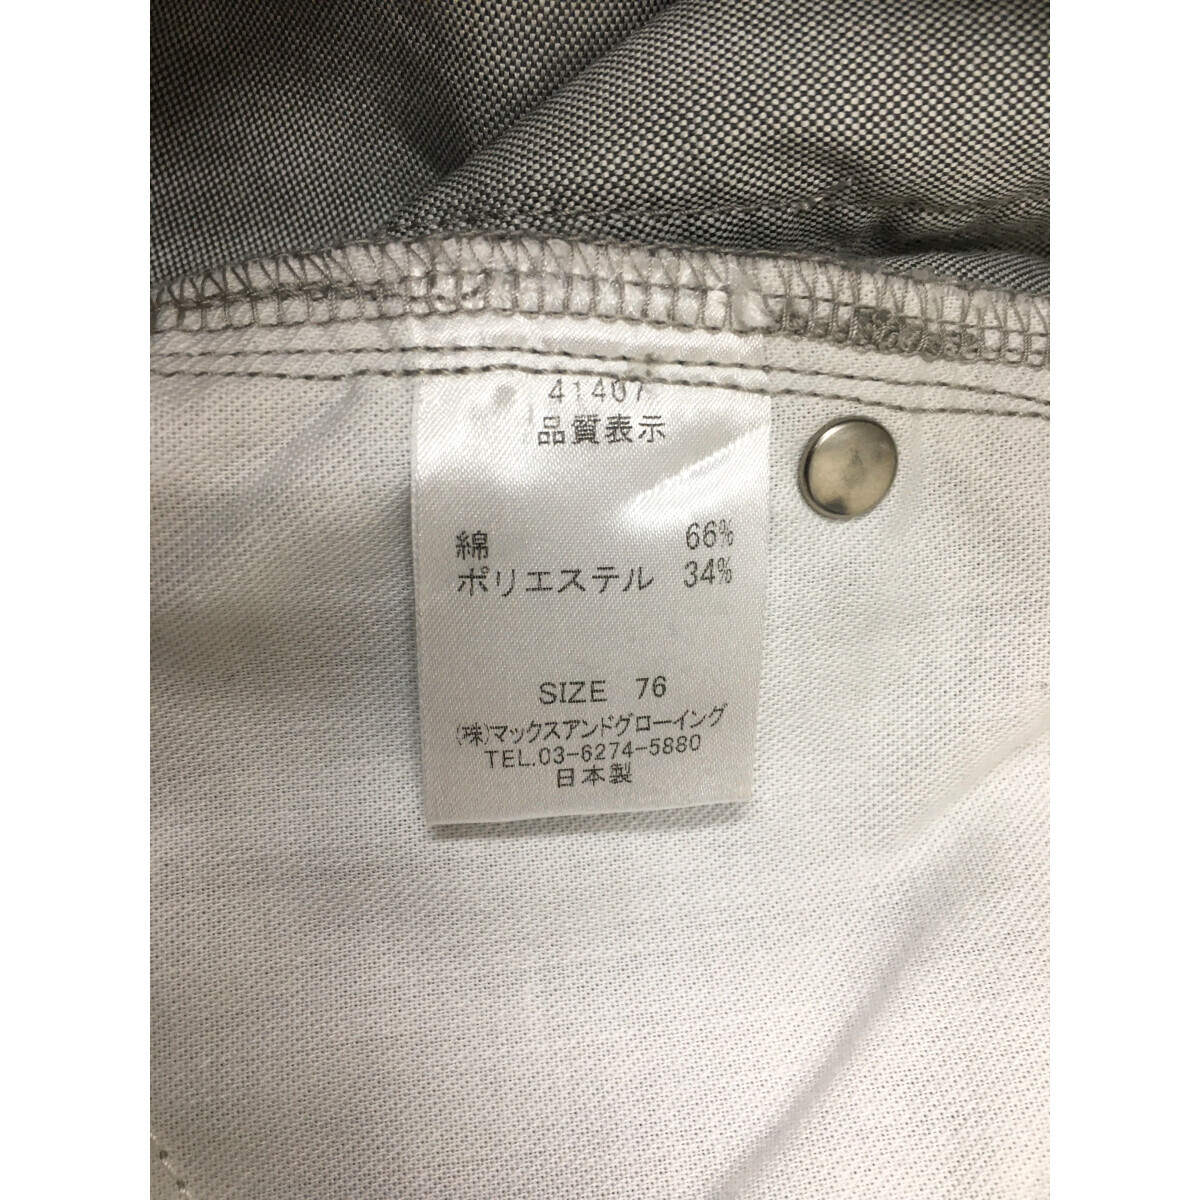 41407
品質表示
綿 66%
ポリエステル 34%
SIZE 76
(株)マックスアンドグローイング
TEL.03-6274-5880
日本製